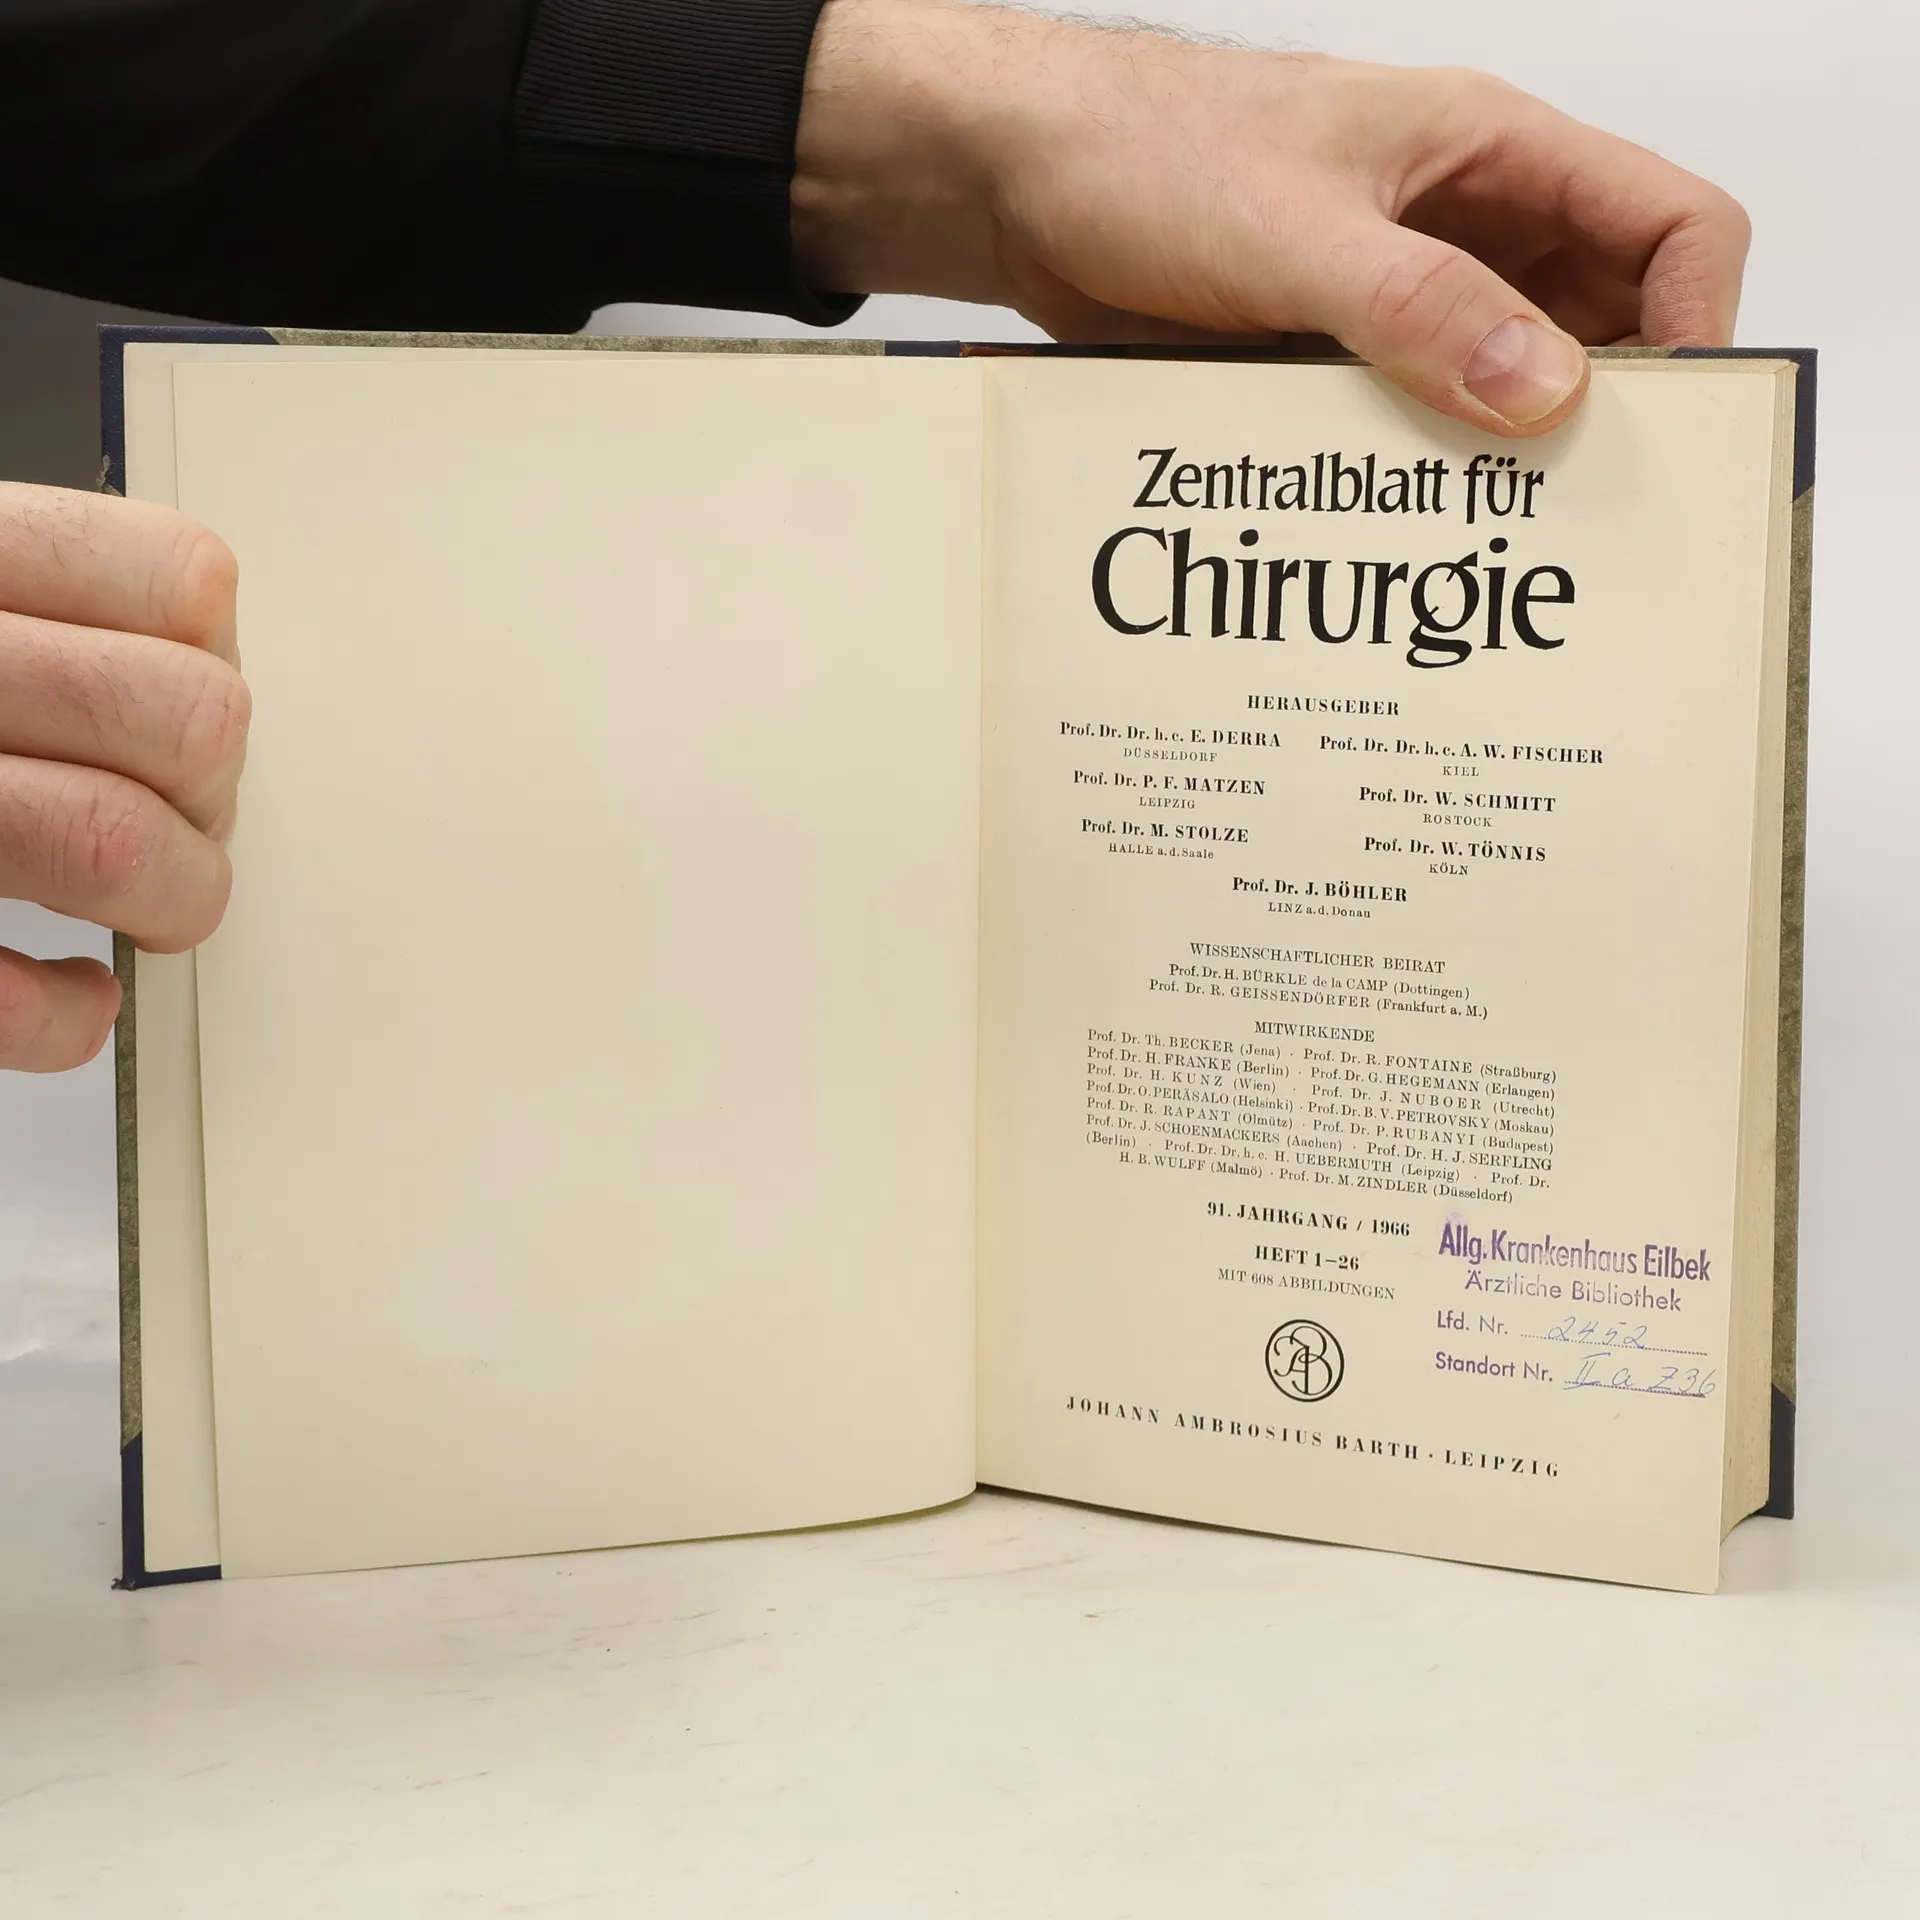 Zentralblatt für
Chirurgie
HERAUSGEBER
Prof. Dr. Dr. h. c. E. DERRA
DÜSSELDORF
Prof. Dr. Dr. h. c. A. W. FISCHER
KIEL
Prof. Dr. P. F. MATZEN
LEIPZIG
Prof. Dr. W. SCHMITT
ROSTOCK
Prof. Dr. M. STOLZE
HALLE a. d. Saale
Prof. Dr. W. TÖNNIS
KÖLN
Prof. Dr. J. BÖHLER
LINZ a. d. Donau
WISSENSCHAFTLICHER BEIRAT
Prof. Dr. H. BÜRKLE de la CAMP (Dottingen)
Prof. Dr. R. GEISSENDÖRFER (Frankfurt a. M.)
MITWIRKENDE
Prof. Dr. Th. BECKER (Jena) · Prof. Dr. R. FONTAINE (Straßburg)
Prof. Dr. H. FRANKE (Berlin) · Prof. Dr. G. HEGEMANN (Erlangen)
Prof. Dr. H. KUNZ (Wien) · Prof. Dr. J. NUBOER (Utrecht)
Prof. Dr. O. PERÄSALO (Helsinki) · Prof. Dr. B. V. PETROVSKY (Moskau)
Prof. Dr. R. RAPANT (Olmütz) · Prof. Dr. P. RUBANYI (Budapest)
Prof. Dr. J. SCHOENMACKERS (Aachen) · Prof. Dr. H. J. SERFLING
(Berlin) · Prof. Dr. Dr. h. c. H. UEBERMUTH (Leipzig) · Prof. Dr.
H. B. WULFF (Malmö) · Prof. Dr. M. ZINDLER (Düsseldorf)
91. JAHRGANG / 1966
HEFT 1–26
MIT 608 ABBILDUNGEN
Allg. Krankenhaus Eilbek
Ärztliche Bibliothek
Lfd. Nr. 2452
Standort Nr. II a Z36
JAB
JOHANN AMBROSIUS BARTH · LEIPZIG